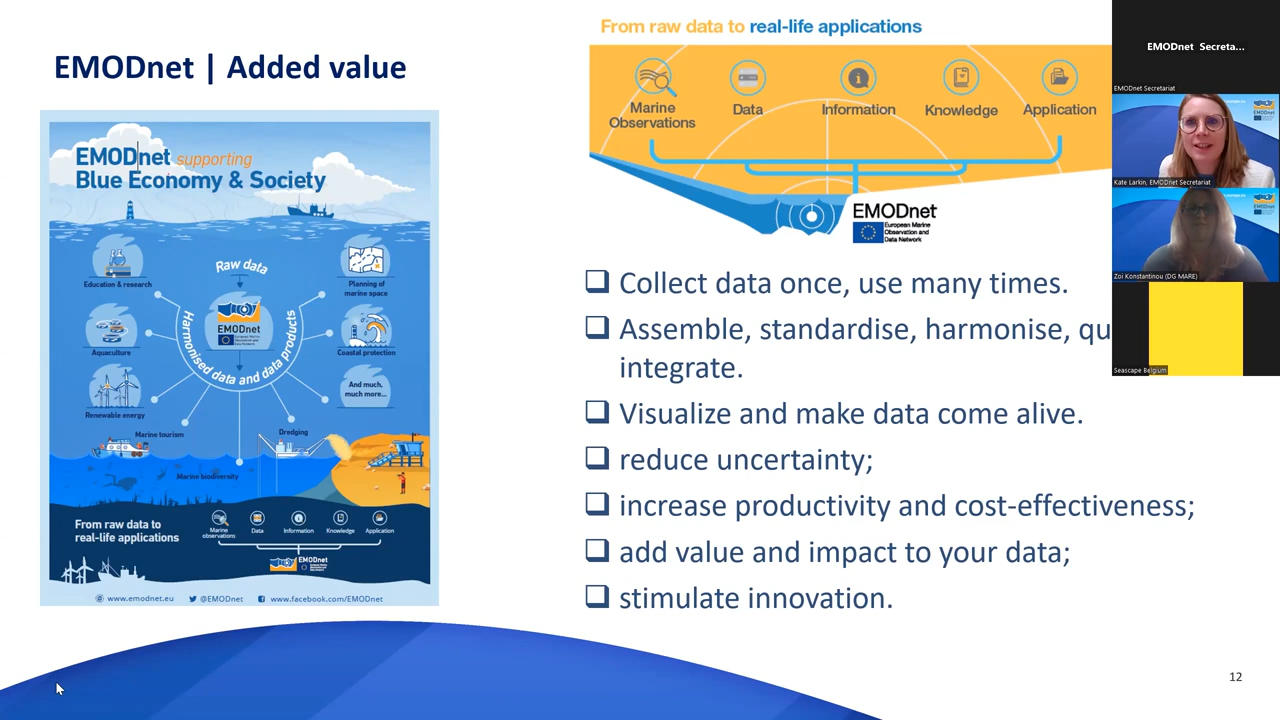 EMODnet | Added value
EMODnet supporting
Blue Economy & Society
Raw data
Education & research
Planning of
marine space
EMODnet
Harmonised data and data products
Aquaculture
Coastal protection
And much,
much more...
Renewable energy
Marine tourism
Dredging
Marine biodiversity
From raw data to
real-life applications
Marine
observations
Data
Information
Knowledge
Application
EMODnet
www.emodnet.eu
@EMODnet
www.facebook.com/EMODnet
From raw data to real-life applications
Marine
Observations
Data
Information
Knowledge
Application
EMODnet
European Marine
Observation and
Data Network
❑ Collect data once, use many times.
❑ Assemble, standardise, harmonise, qu
integrate.
❑ Visualize and make data come alive.
❑ reduce uncertainty;
❑ increase productivity and cost-effectiveness;
❑ add value and impact to your data;
❑ stimulate innovation.
12
EMODnet Secreta...
EMODnet Secretariat
Kate Larkin, EMODnet Secretariat
Zoi Konstantinou (DG MARE)
Seascape Belgium